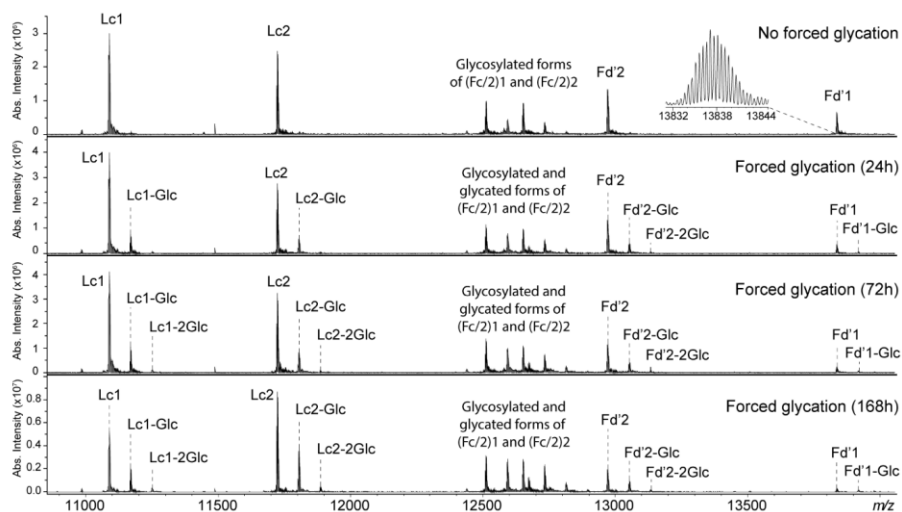 Abs. Intensity (x10⁶)
3
2
1
0
Lc1
Lc2
Glycosylated forms
of (Fc/2)1 and (Fc/2)2
Fd'2
13832 13838 13844
Fd'1
No forced glycation
Abs. Intensity (x10⁶)
4
3
2
1
0
Lc1
Lc1-Glc
Lc2
Lc2-Glc
Glycosylated and
glycated forms of
(Fc/2)1 and (Fc/2)2
Fd'2
Fd'2-Glc
Fd'2-2Glc
Fd'1
Fd'1-Glc
Forced glycation (24h)
Abs. Intensity (x10⁶)
4
3
2
1
0
Lc1
Lc1-Glc
Lc1-2Glc
Lc2
Lc2-Glc
Lc2-2Glc
Glycosylated and
glycated forms of
(Fc/2)1 and (Fc/2)2
Fd'2
Fd'2-Glc
Fd'2-2Glc
Fd'1
Fd'1-Glc
Forced glycation (72h)
Abs. Intensity (x10⁷)
0.8
0.6
0.4
0.2
0.0
Lc1
Lc1-Glc
Lc1-2Glc
Lc2
Lc2-Glc
Lc2-2Glc
Glycosylated and
glycated forms of
(Fc/2)1 and (Fc/2)2
Fd'2
Fd'2-Glc
Fd'2-2Glc
Fd'1
Fd'1-Glc
Forced glycation (168h)
11000 11500 12000 12500 13000 13500 m/z